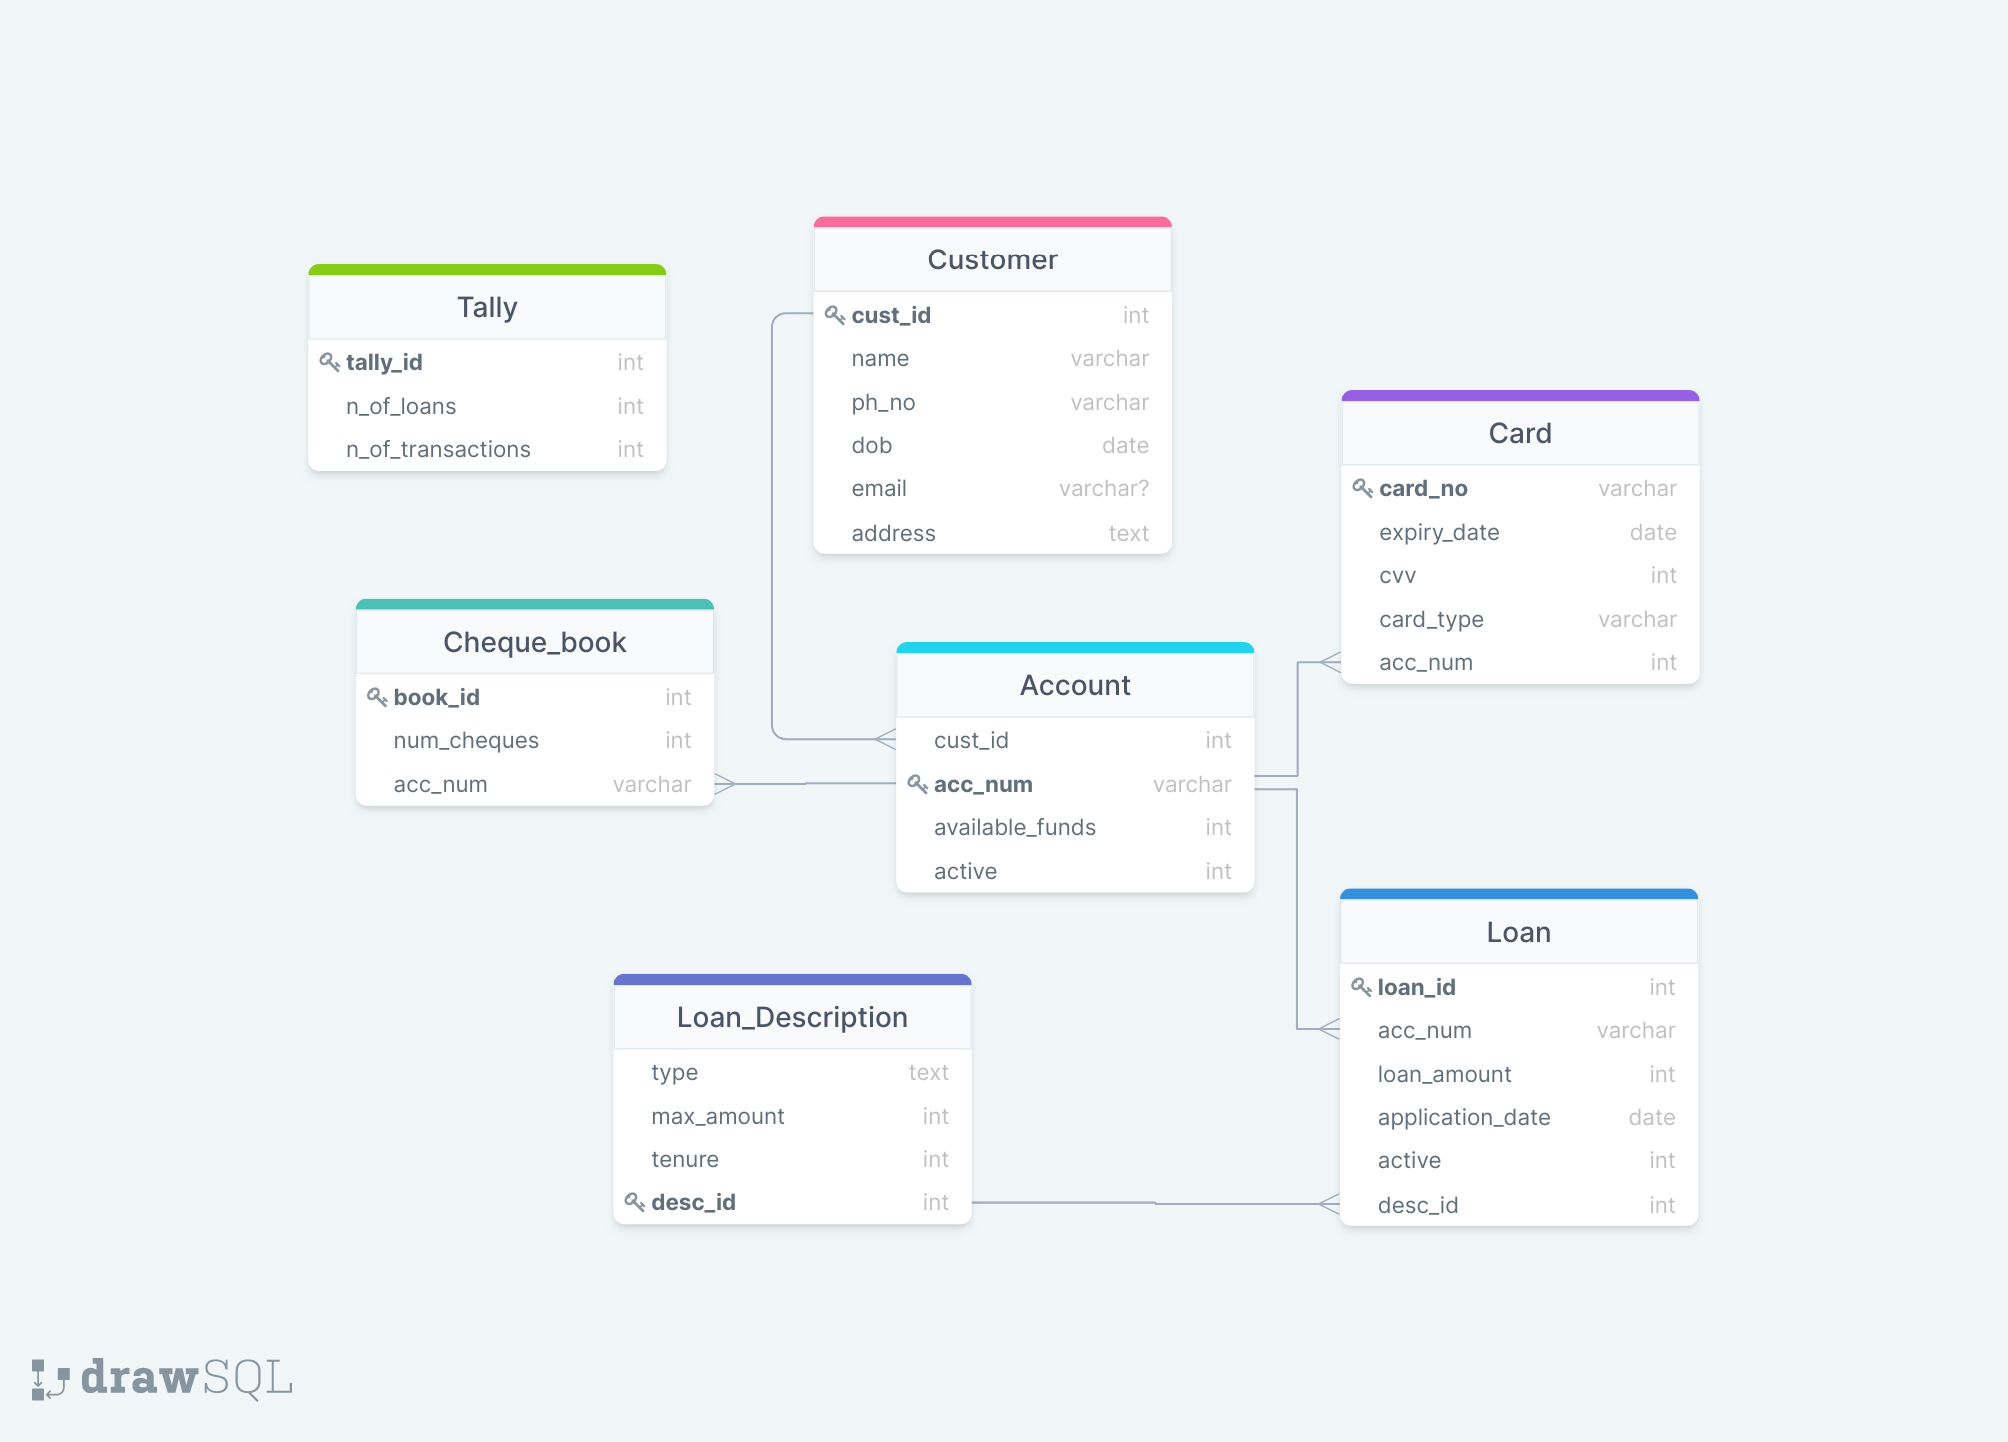 Tally
tally_id int
n_of_loans int
n_of_transactions int
Customer
cust_id int
name varchar
ph_no varchar
dob date
email varchar?
address text
Card
card_no varchar
expiry_date date
cvv int
card_type varchar
acc_num int
Cheque_book
book_id int
num_cheques int
acc_num varchar
Account
cust_id int
acc_num varchar
available_funds int
active int
Loan
loan_id int
acc_num varchar
loan_amount int
application_date date
active int
desc_id int
Loan_Description
type text
max_amount int
tenure int
desc_id int
drawSQL